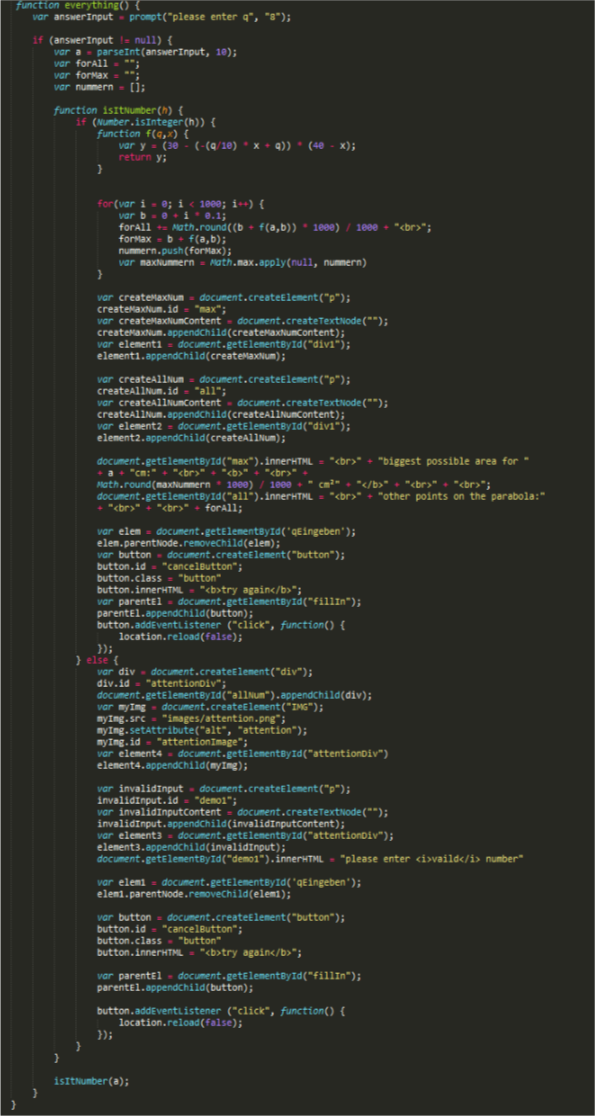 function everything() {
var answerInput = prompt("please enter q", "8");
if (answerInput != null) {
var a = parseInt(answerInput, 10);
var forAll = "";
var forMax = "";
var nummern = [];
function isItNumber(h) {
if (Number.isInteger(h)) {
function f(q,x) {
var y = (30 - (-(q/10) * x + q)) * (40 - x);
return y;
}
for(var i = 0; i < 1000; i++) {
var b = 0 + i * 0.1;
forAll += Math.round((b + f(a,b)) * 1000) / 1000 + "<br>";
forMax = b + f(a,b);
nummern.push(forMax);
var maxNummern = Math.max.apply(null, nummern)
}
var createMaxNum = document.createElement("p");
createMaxNum.id = "max";
var createMaxNumContent = document.createTextNode("");
createMaxNum.appendChild(createMaxNumContent);
var element1 = document.getElementById("div1");
element1.appendChild(createMaxNum);
var createAllNum = document.createElement("p");
createAllNum.id = "all";
var createAllNumContent = document.createTextNode("");
createAllNum.appendChild(createAllNumContent);
var element2 = document.getElementById("div1");
element2.appendChild(createAllNum);
document.getElementById("max").innerHTML = "<br>" + "biggest possible area for "
+ a + "cm:" + "<br>" + "<b>" + "<br>" +
Math.round(maxNummern * 1000) / 1000 + " cm²" + "</b>" + "<br>" + "<br>";
document.getElementById("all").innerHTML = "<br>" + "other points on the parabola:"
+ "<br>" + "<br>" + forAll;
var elem = document.getElementById('qEingeben');
elem.parentNode.removeChild(elem);
var button = document.createElement("button");
button.id = "cancelButton";
button.class = "button"
button.innerHTML = "<b>try again</b>";
var parentEl = document.getElementById("fillIn");
parentEl.appendChild(button);
button.addEventListener ("click", function() {
location.reload(false);
});
} else {
var div = document.createElement("div");
div.id = "attentionDiv";
document.getElementById("allNum").appendChild(div);
var myImg = document.createElement("IMG");
myImg.src = "images/attention.png";
myImg.setAttribute("alt", "attention");
myImg.id = "attentionImage";
var element4 = document.getElementById("attentionDiv")
element4.appendChild(myImg);
var invalidInput = document.createElement("p");
invalidInput.id = "demo1";
var invalidInputContent = document.createTextNode("");
invalidInput.appendChild(invalidInputContent);
var element3 = document.getElementById("attentionDiv");
element3.appendChild(invalidInput);
document.getElementById("demo1").innerHTML = "please enter <i>vaild</i> number"
var elem1 = document.getElementById('qEingeben');
elem1.parentNode.removeChild(elem1);
var button = document.createElement("button");
button.id = "cancelButton";
button.class = "button"
button.innerHTML = "<b>try again</b>";
var parentEl = document.getElementById("fillIn");
parentEl.appendChild(button);
button.addEventListener ("click", function() {
location.reload(false);
});
}
}
isItNumber(a);
}
}